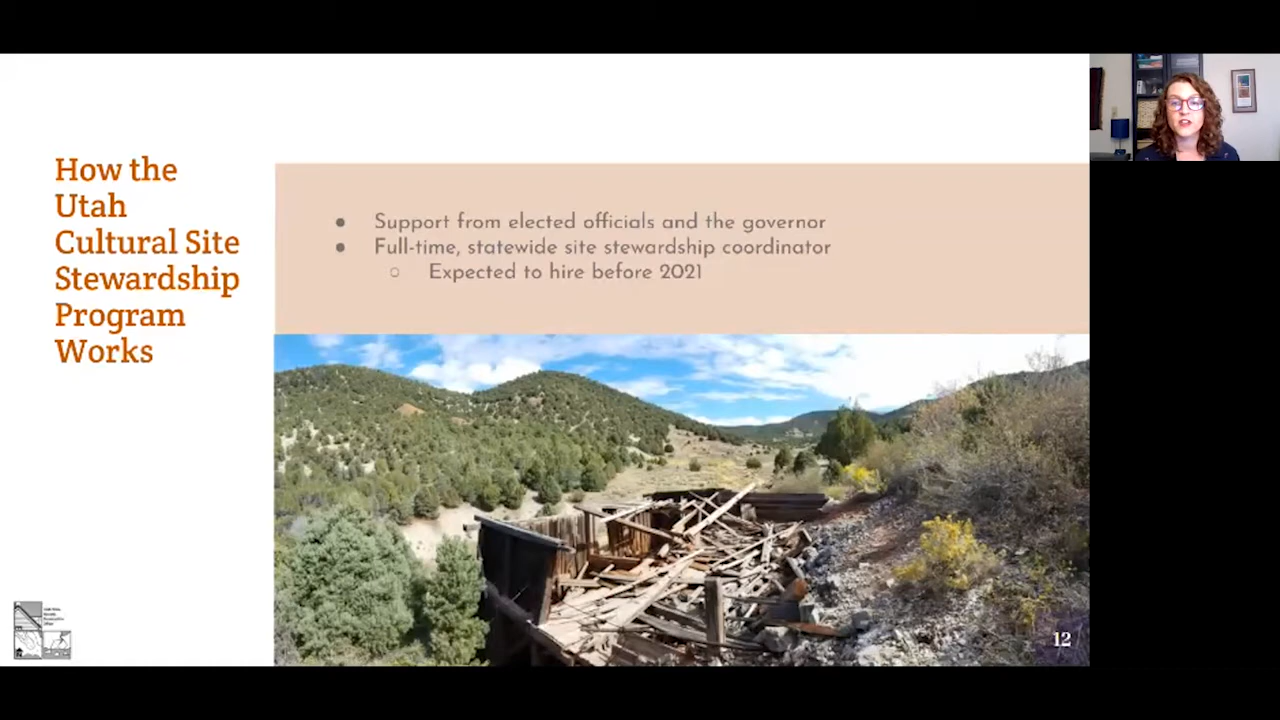 How the
Utah
Cultural Site
Stewardship
Program
Works
● Support from elected officials and the governor
● Full-time, statewide site stewardship coordinator
○ Expected to hire before 2021
12